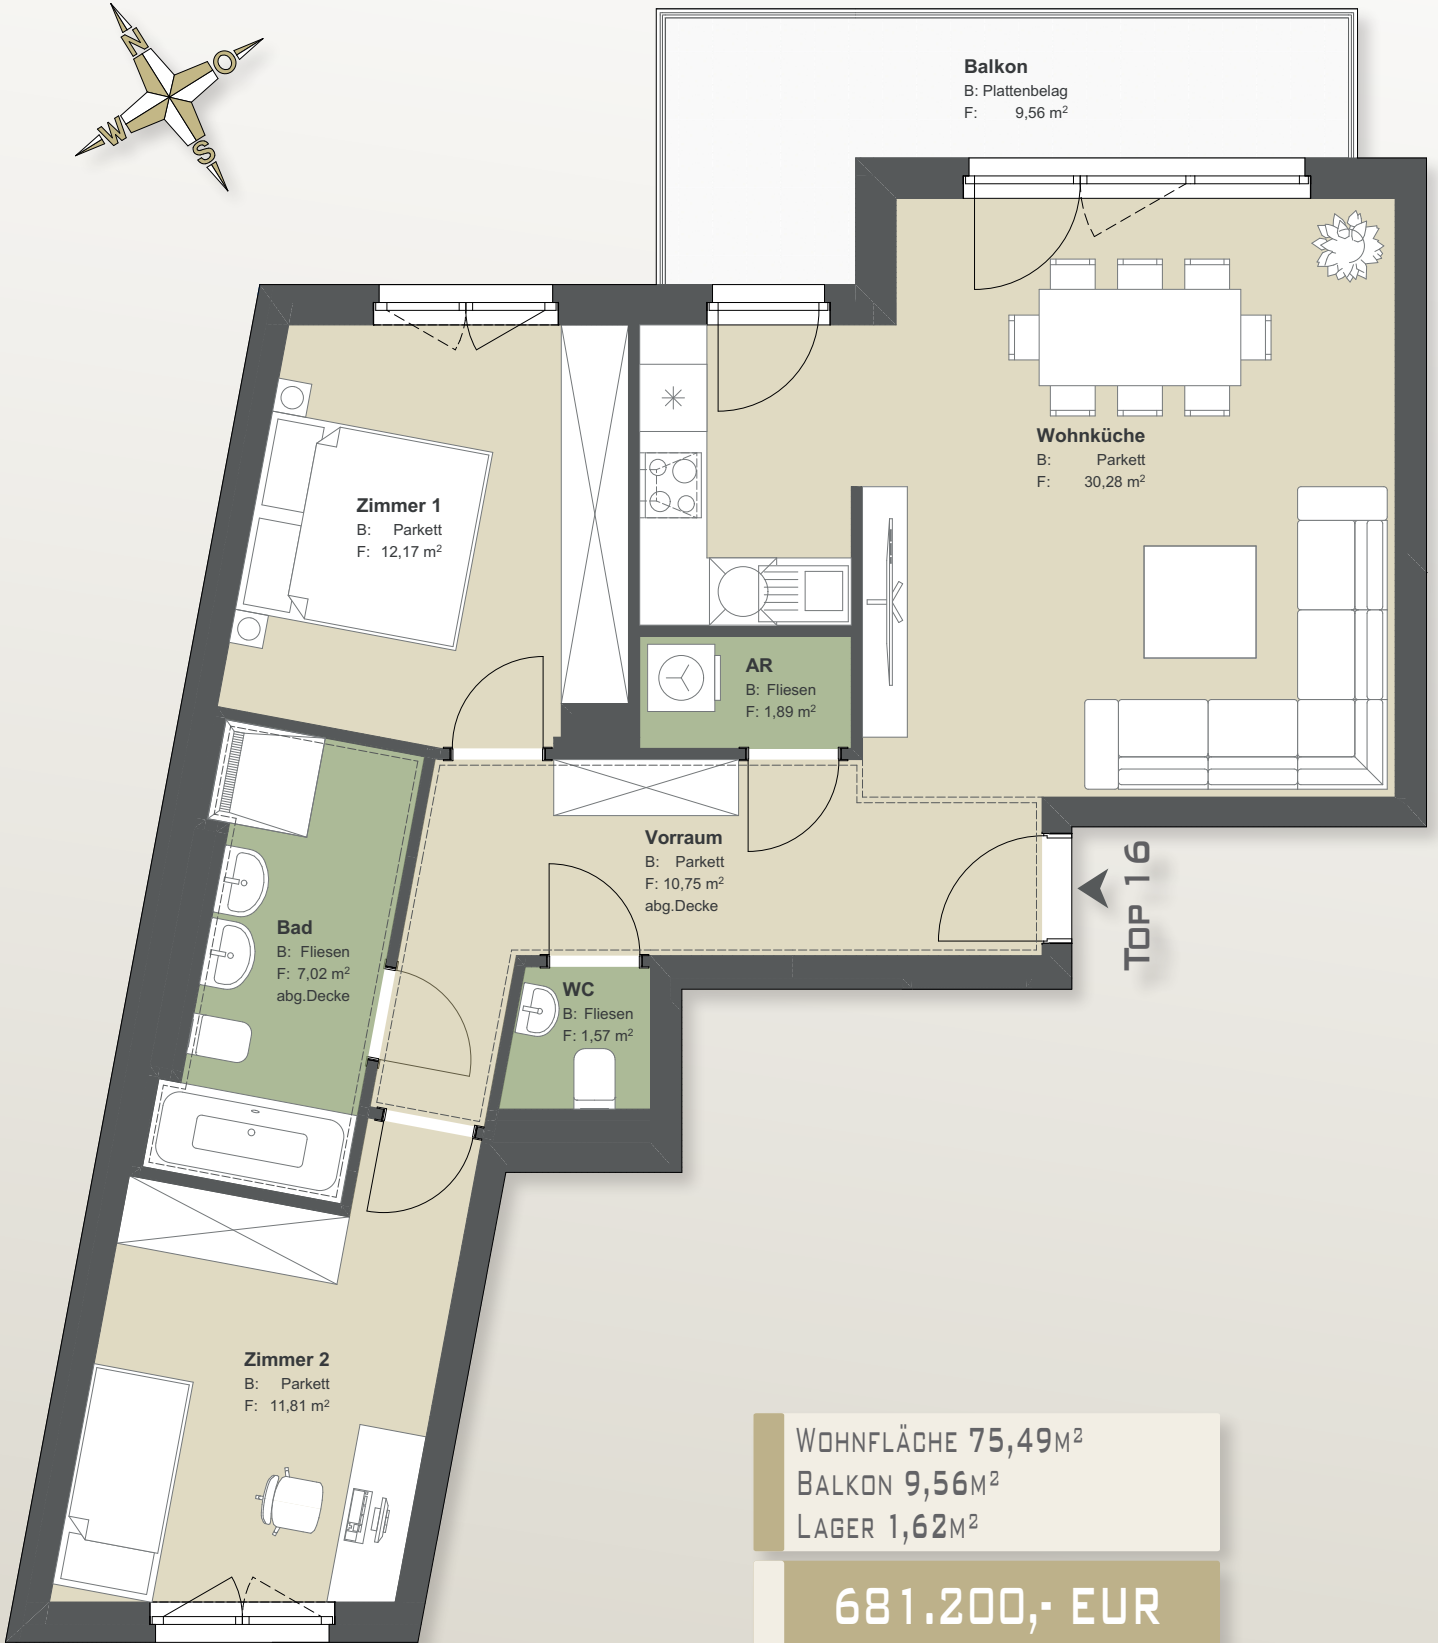 N
O
W
S
Balkon
B: Plattenbelag
F: 9,56 m²
Wohnküche
B: Parkett
F: 30,28 m²
Zimmer 1
B: Parkett
F: 12,17 m²
AR
B: Fliesen
F: 1,89 m²
Vorraum
B: Parkett
F: 10,75 m²
abg.Decke
TOP 16
Bad
B: Fliesen
F: 7,02 m²
abg.Decke
WC
B: Fliesen
F: 1,57 m²
Zimmer 2
B: Parkett
F: 11,81 m²
WOHNFLÄCHE 75,49M²
BALKON 9,56M²
LAGER 1,62M²
681.200,- EUR